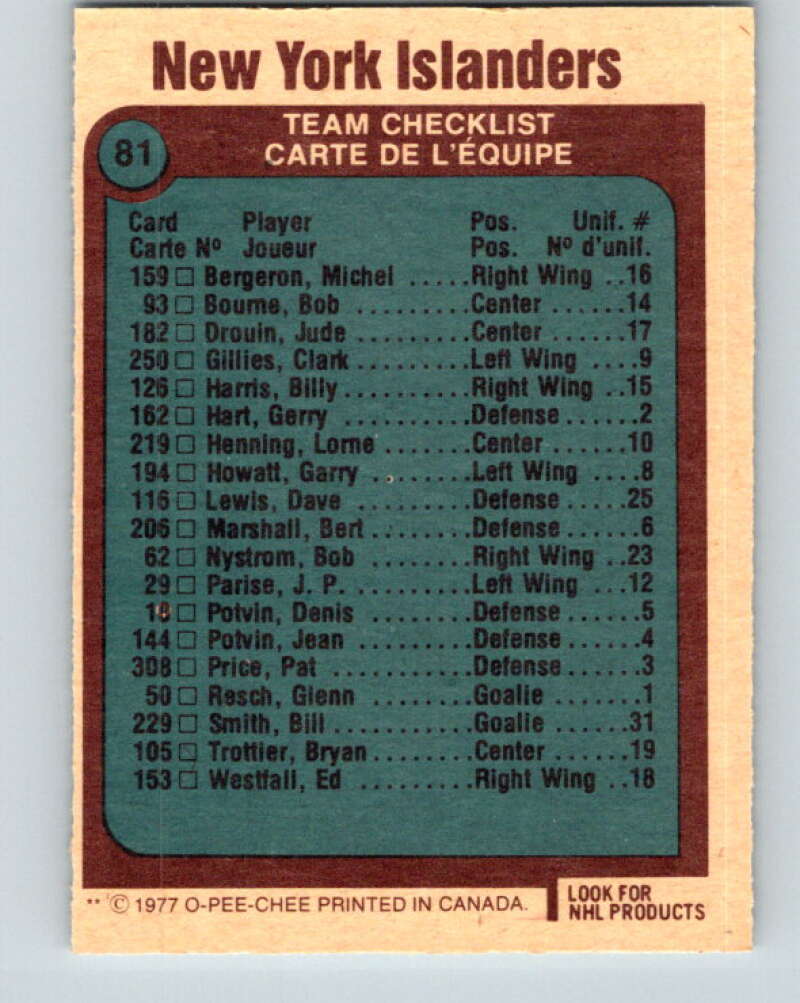 New York Islanders
81
TEAM CHECKLIST
CARTE DE L'ÉQUIPE
Card Player Pos. Unif. #
Carte Nº Joueur Pos. Nº d'unif.
159 □ Bergeron, Michel .....Right Wing ..16
93 □ Bourne, Bob .........Center ......14
182 □ Drouin, Jude .........Center ......17
250 □ Gillies, Clark.........Left Wing ....9
126 □ Harris, Billy..........Right Wing ..15
162 □ Hart, Gerry ..........Defense......2
219 □ Henning, Lorne .......Center ......10
194 □ Howatt, Garry ........Left Wing ....8
116 □ Lewis, Dave .........Defense .....25
206 □ Marshall, Bert ........Defense ......6
62 □ Nystrom, Bob ........Right Wing ..23
29 □ Parise, J. P. ..........Left Wing ...12
18 □ Potvin, Denis ........Defense ......5
144 □ Potvin, Jean .........Defense ......4
308 □ Price, Pat ...........Defense......3
50 □ Resch, Glenn ........Goalie .......1
229 □ Smith, Bill............Goalie ......31
105 □ Trottier, Bryan........Center ......19
153 □ Westfall, Ed .........Right Wing ..18
** © 1977 O-PEE-CHEE PRINTED IN CANADA.
LOOK FOR
NHL PRODUCTS